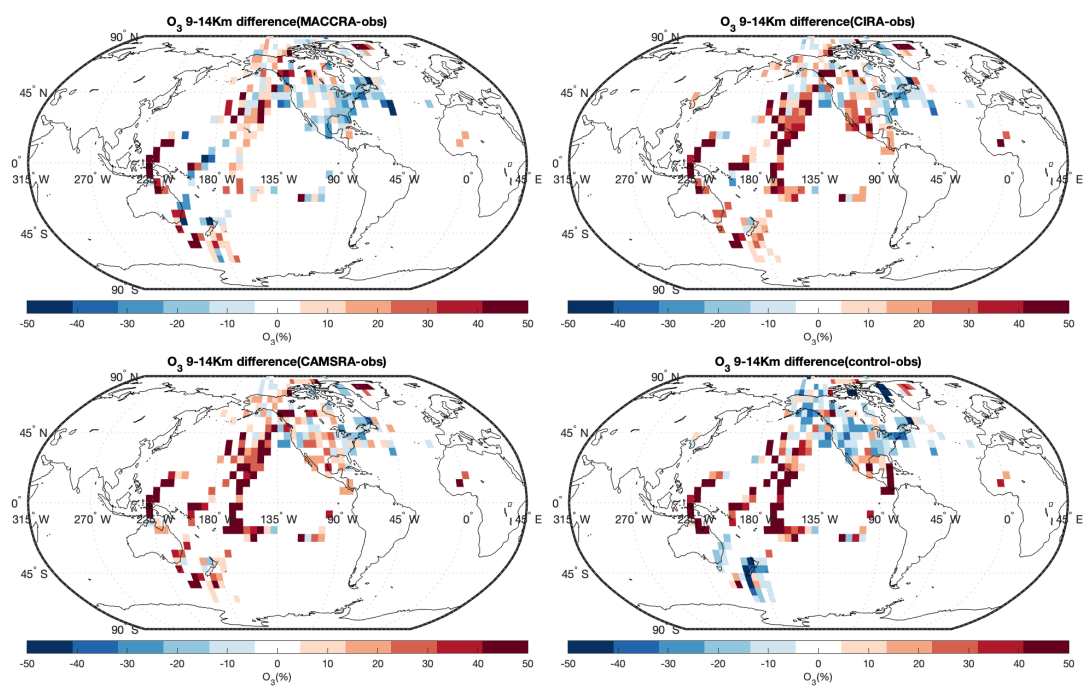 O3 9-14Km difference(MACCRA-obs)
90° N
45° N
0°
315° W 270° W 225° W 180° W 135° W 90° W 45° W 0° 45° E
45° S
90° S
-50 -40 -30 -20 -10 0 10 20 30 40 50
O3(%)
O3 9-14Km difference(CIRA-obs)
90° N
45° N
0°
315° W 270° W 225° W 180° W 135° W 90° W 45° W 0° 45° E
45° S
90° S
-50 -40 -30 -20 -10 0 10 20 30 40 50
O3(%)
O3 9-14Km difference(CAMSRA-obs)
90° N
45° N
0°
315° W 270° W 225° W 180° W 135° W 90° W 45° W 0° 45° E
45° S
90° S
-50 -40 -30 -20 -10 0 10 20 30 40 50
O3(%)
O3 9-14Km difference(control-obs)
90° N
45° N
0°
315° W 270° W 225° W 180° W 135° W 90° W 45° W 0° 45° E
45° S
90° S
-50 -40 -30 -20 -10 0 10 20 30 40 50
O3(%)